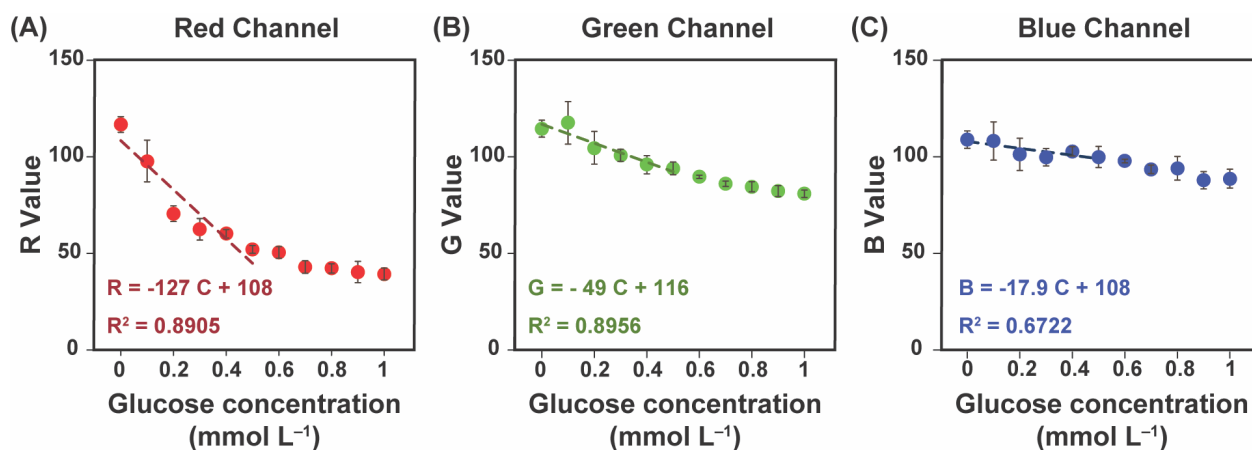 (A) Red Channel
150
100
50
0
R Value
R = -127 C + 108
R² = 0.8905
0 0.2 0.4 0.6 0.8 1
Glucose concentration
(mmol L⁻¹)
(B) Green Channel
150
100
50
0
G Value
G = - 49 C + 116
R² = 0.8956
0 0.2 0.4 0.6 0.8 1
Glucose concentration
(mmol L⁻¹)
(C) Blue Channel
150
100
50
0
B Value
B = -17.9 C + 108
R² = 0.6722
0 0.2 0.4 0.6 0.8 1
Glucose concentration
(mmol L⁻¹)